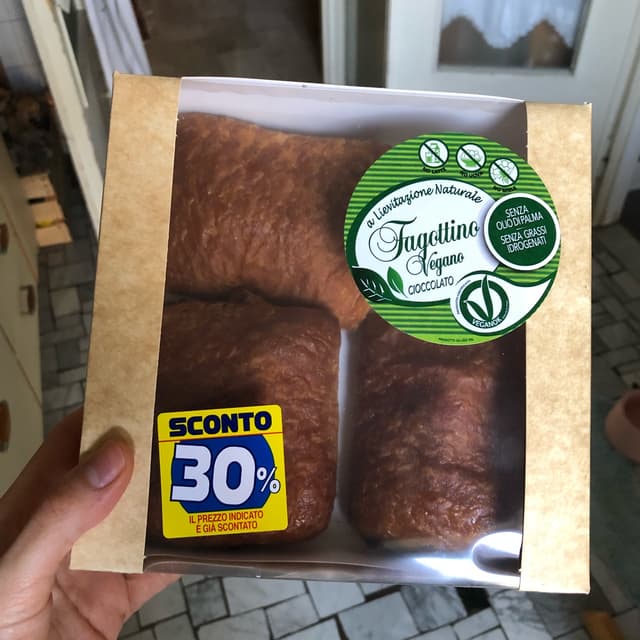 a Lievitazione Naturale
Fagottino
Vegano
CIOCCOLATO
SENZA
OLIO DI PALMA
SENZA GRASSI
IDROGENATI
VEGANOK
SCONTO
30%
IL PREZZO INDICATO
È GIÀ SCONTATO